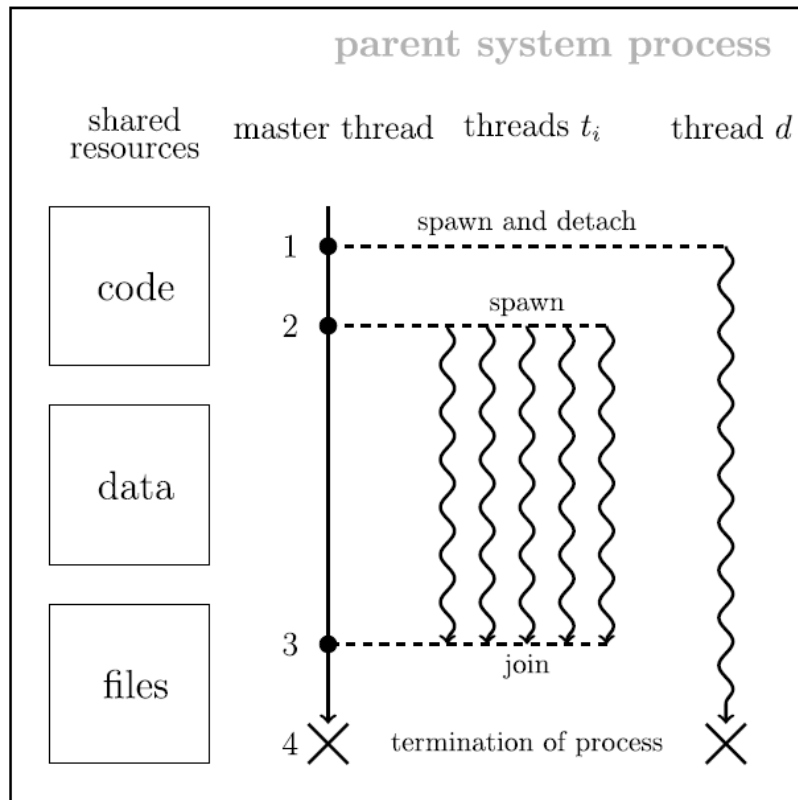 parent system process
shared
resources
master thread
threads tᵢ
thread d
spawn and detach
1
code
spawn
2
data
3
join
files
4
termination of process